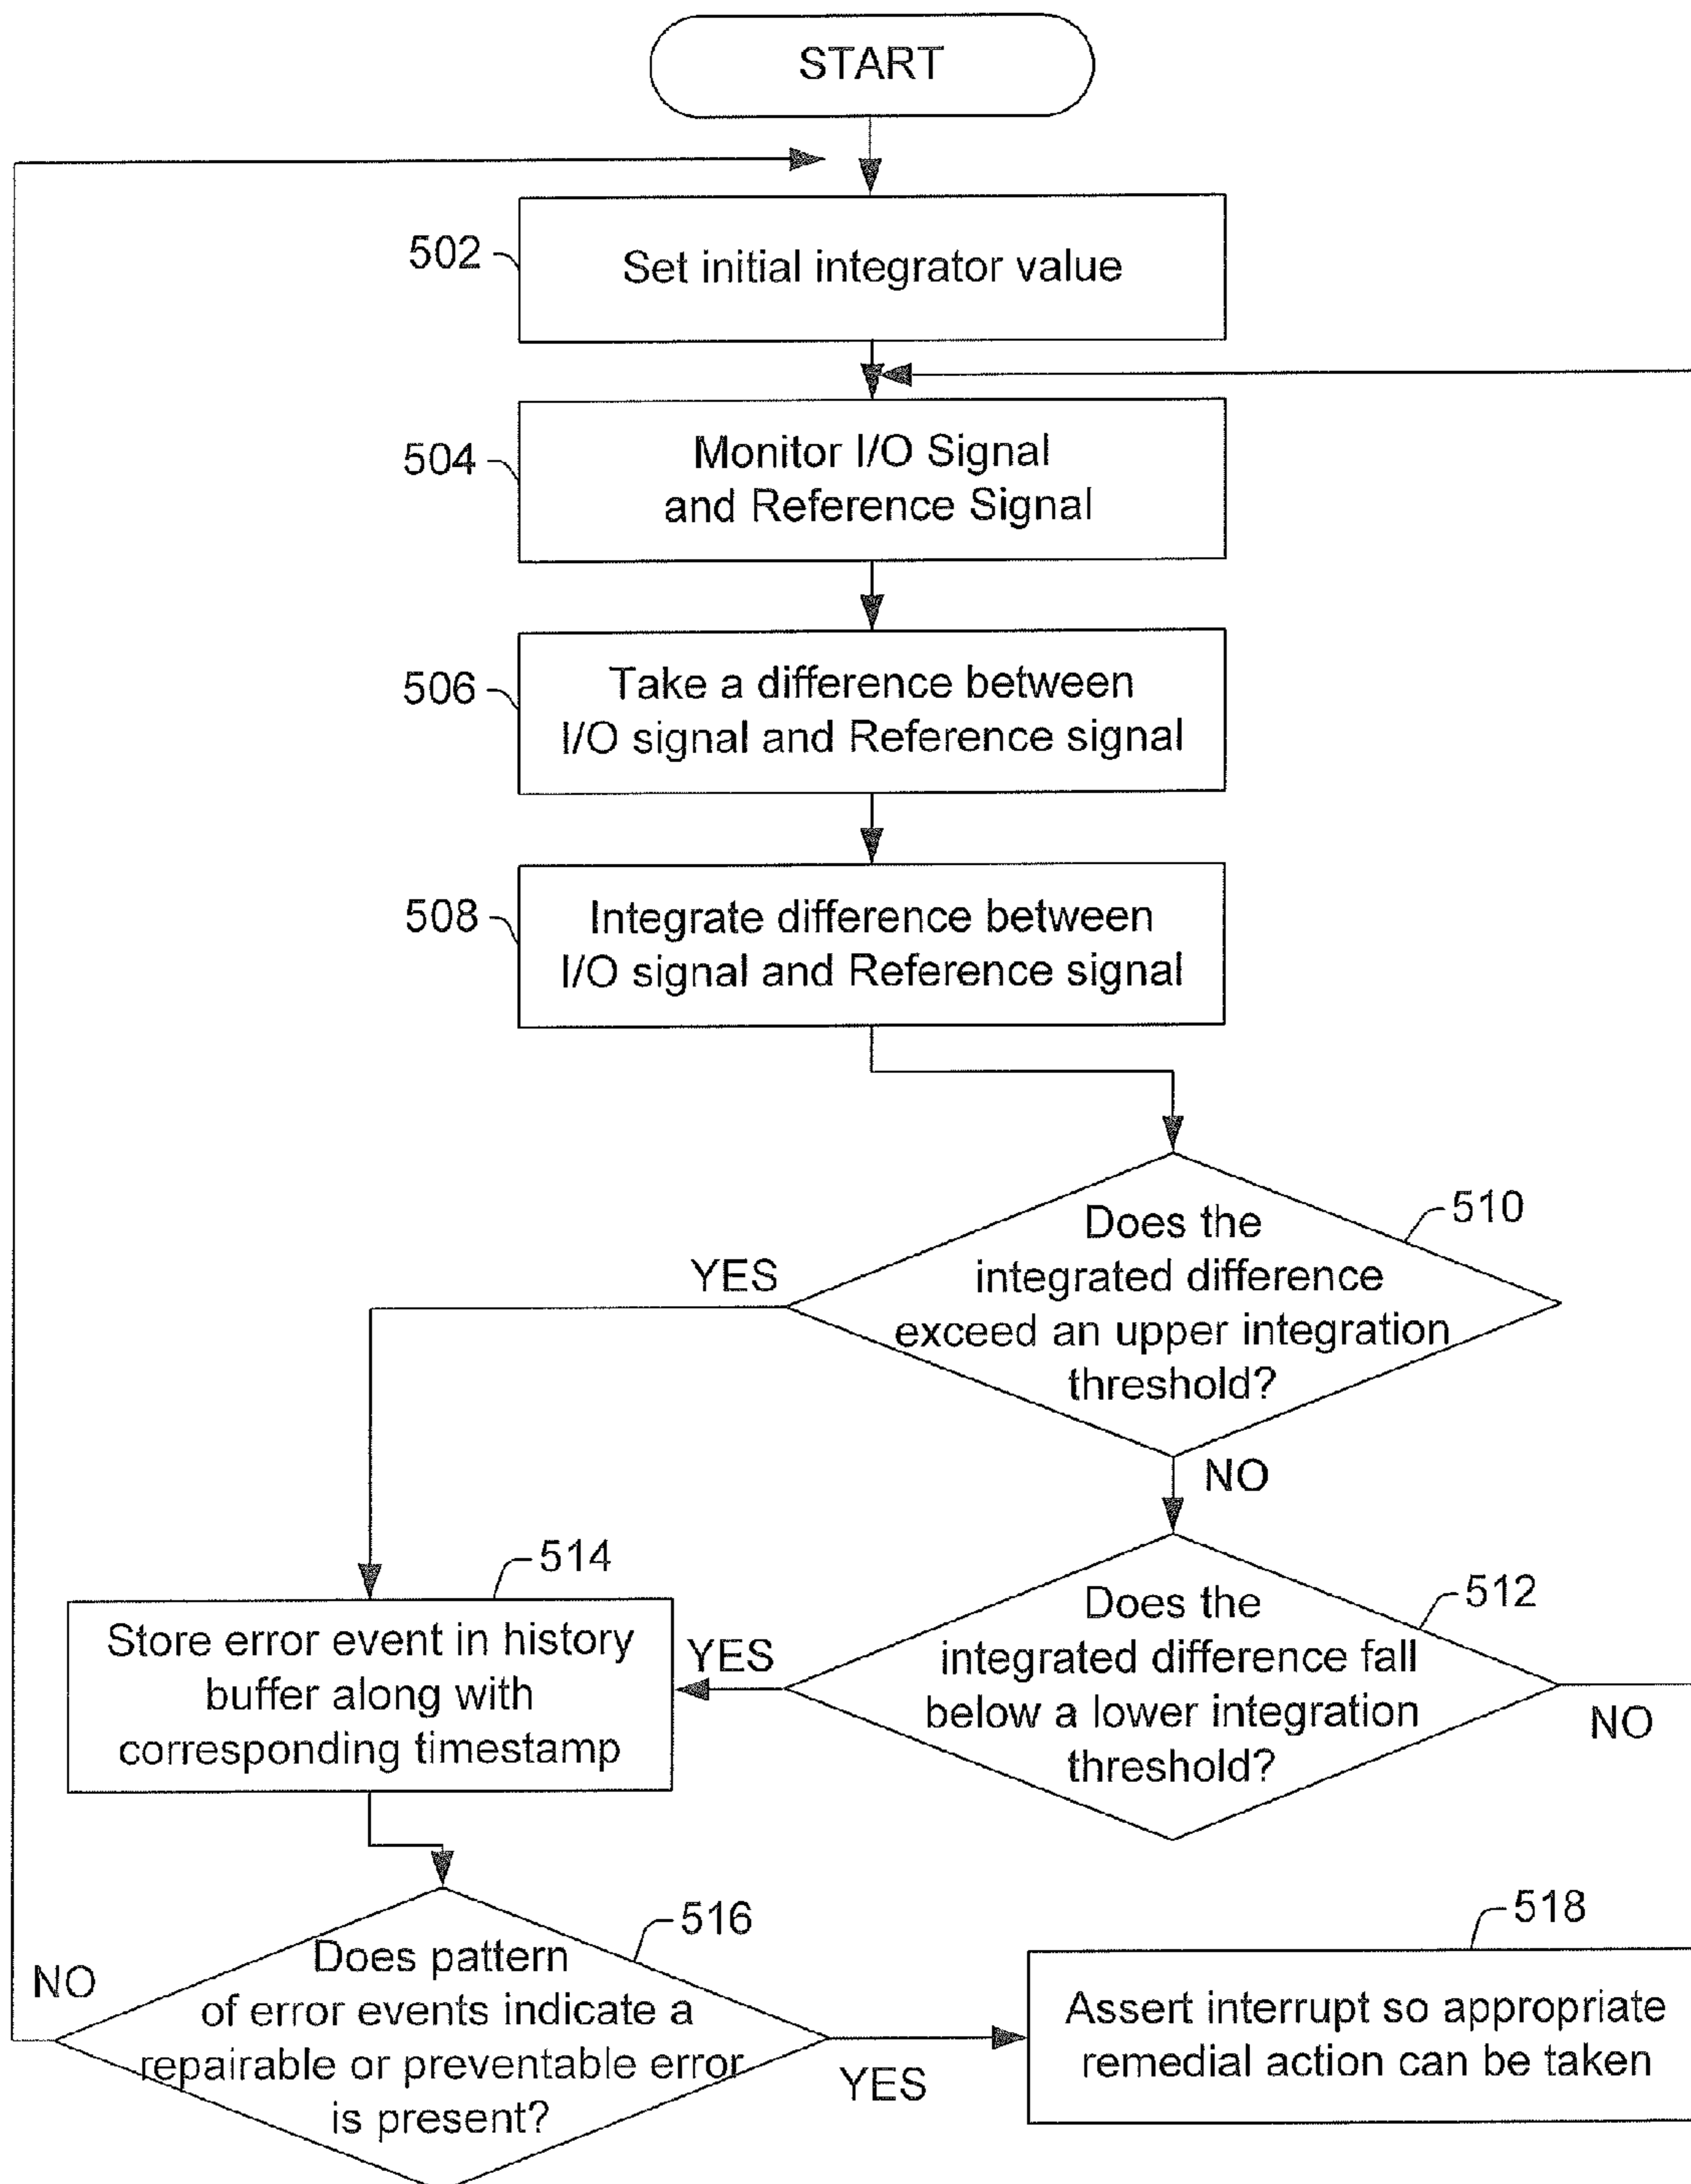 START
502
Set initial integrator value
504
Monitor I/O Signal
and Reference Signal
506
Take a difference between
I/O signal and Reference signal
508
Integrate difference between
I/O signal and Reference signal
510
Does the
integrated difference
exceed an upper integration
threshold?
YES
NO
512
Does the
integrated difference fall
below a lower integration
threshold?
YES
NO
514
Store error event in history
buffer along with
corresponding timestamp
516
Does pattern
of error events indicate a
repairable or preventable error
is present?
NO
YES
518
Assert interrupt so appropriate
remedial action can be taken